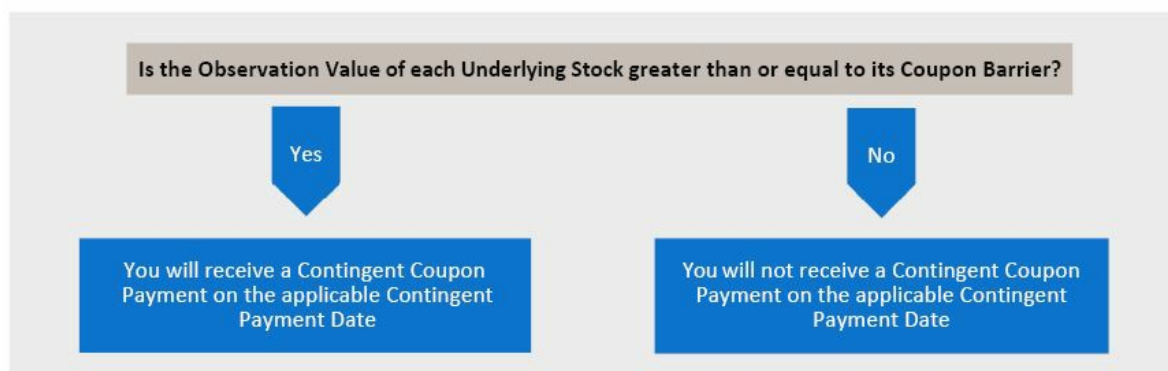 Is the Observation Value of each Underlying Stock greater than or equal to its Coupon Barrier?
Yes
No
You will receive a Contingent Coupon
Payment on the applicable Contingent
Payment Date
You will not receive a Contingent Coupon
Payment on the applicable Contingent
Payment Date